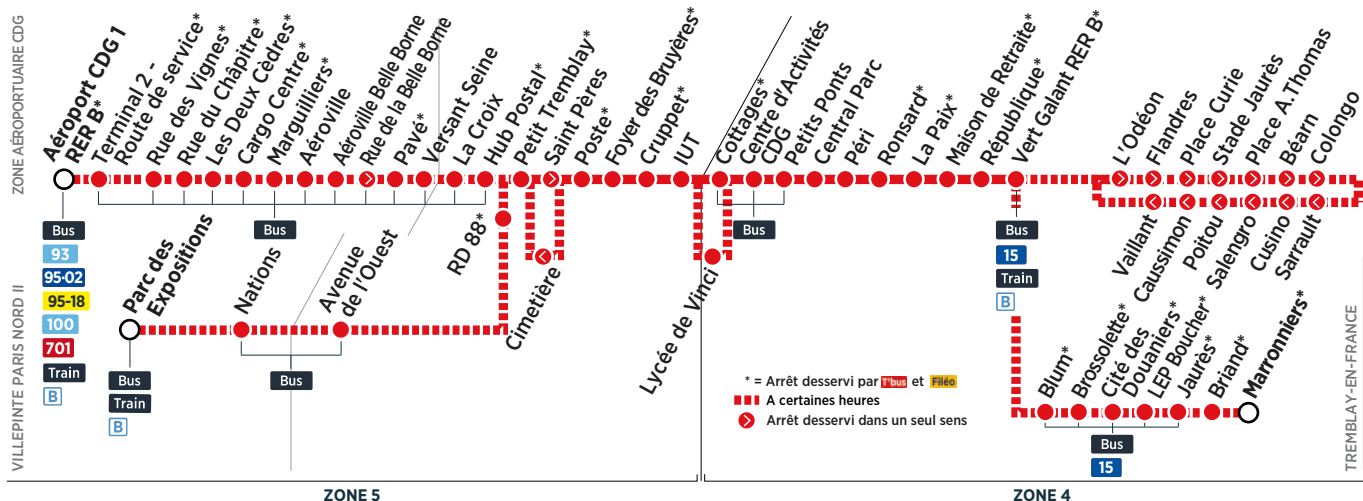 ZONE AÉROPORTUAIRE CDG
VILLEPINTE PARIS NORD II
TREMBLAY-EN-FRANCE
Aéroport CDG 1
RER B*
Terminal 2 -
Route de service*
Rue des Vignes*
Rue du Châpitre*
Les Deux Cèdres*
Cargo Centre*
Marguilliers*
Aéroville
Aéroville Belle Borne
Rue de la Belle Borne
Pavé*
Versant Seine
La Croix
Hub Postal*
Petit Tremblay*
Saint Pères
Poste*
Foyer des Bruyères*
Cruppet*
IUT
Cottages*
Centre d'Activités
CDG*
Petits Ponts
Central Parc
Péri
Ronsard*
La Paix*
Maison de Retraite*
République*
Vert Galant RER B*
L'Odéon
Flandres
Place Curie
Stade Jaurès
Place A.Thomas
Béarn
Colongo
Vaillant
Caussimon
Poitou
Salengro
Cusino
Sarrault
Bus
93
95-02
95-18
100
701
Train
B
Bus
Parc des
Expositions
Nations
Avenue
de l'Ouest
RD 88*
Cimetière
Lycée de Vinci
Bus
Train
B
Bus
Bus
Bus
15
Train
B
Blum*
Brossolette*
Cité des
Douaniers*
LEP Boucher*
Jaurès*
Briand*
Marronniers*
Bus
15
* = Arrêt desservi par T'bus et Filéo
A certaines heures
Arrêt desservi dans un seul sens
ZONE 5
ZONE 4